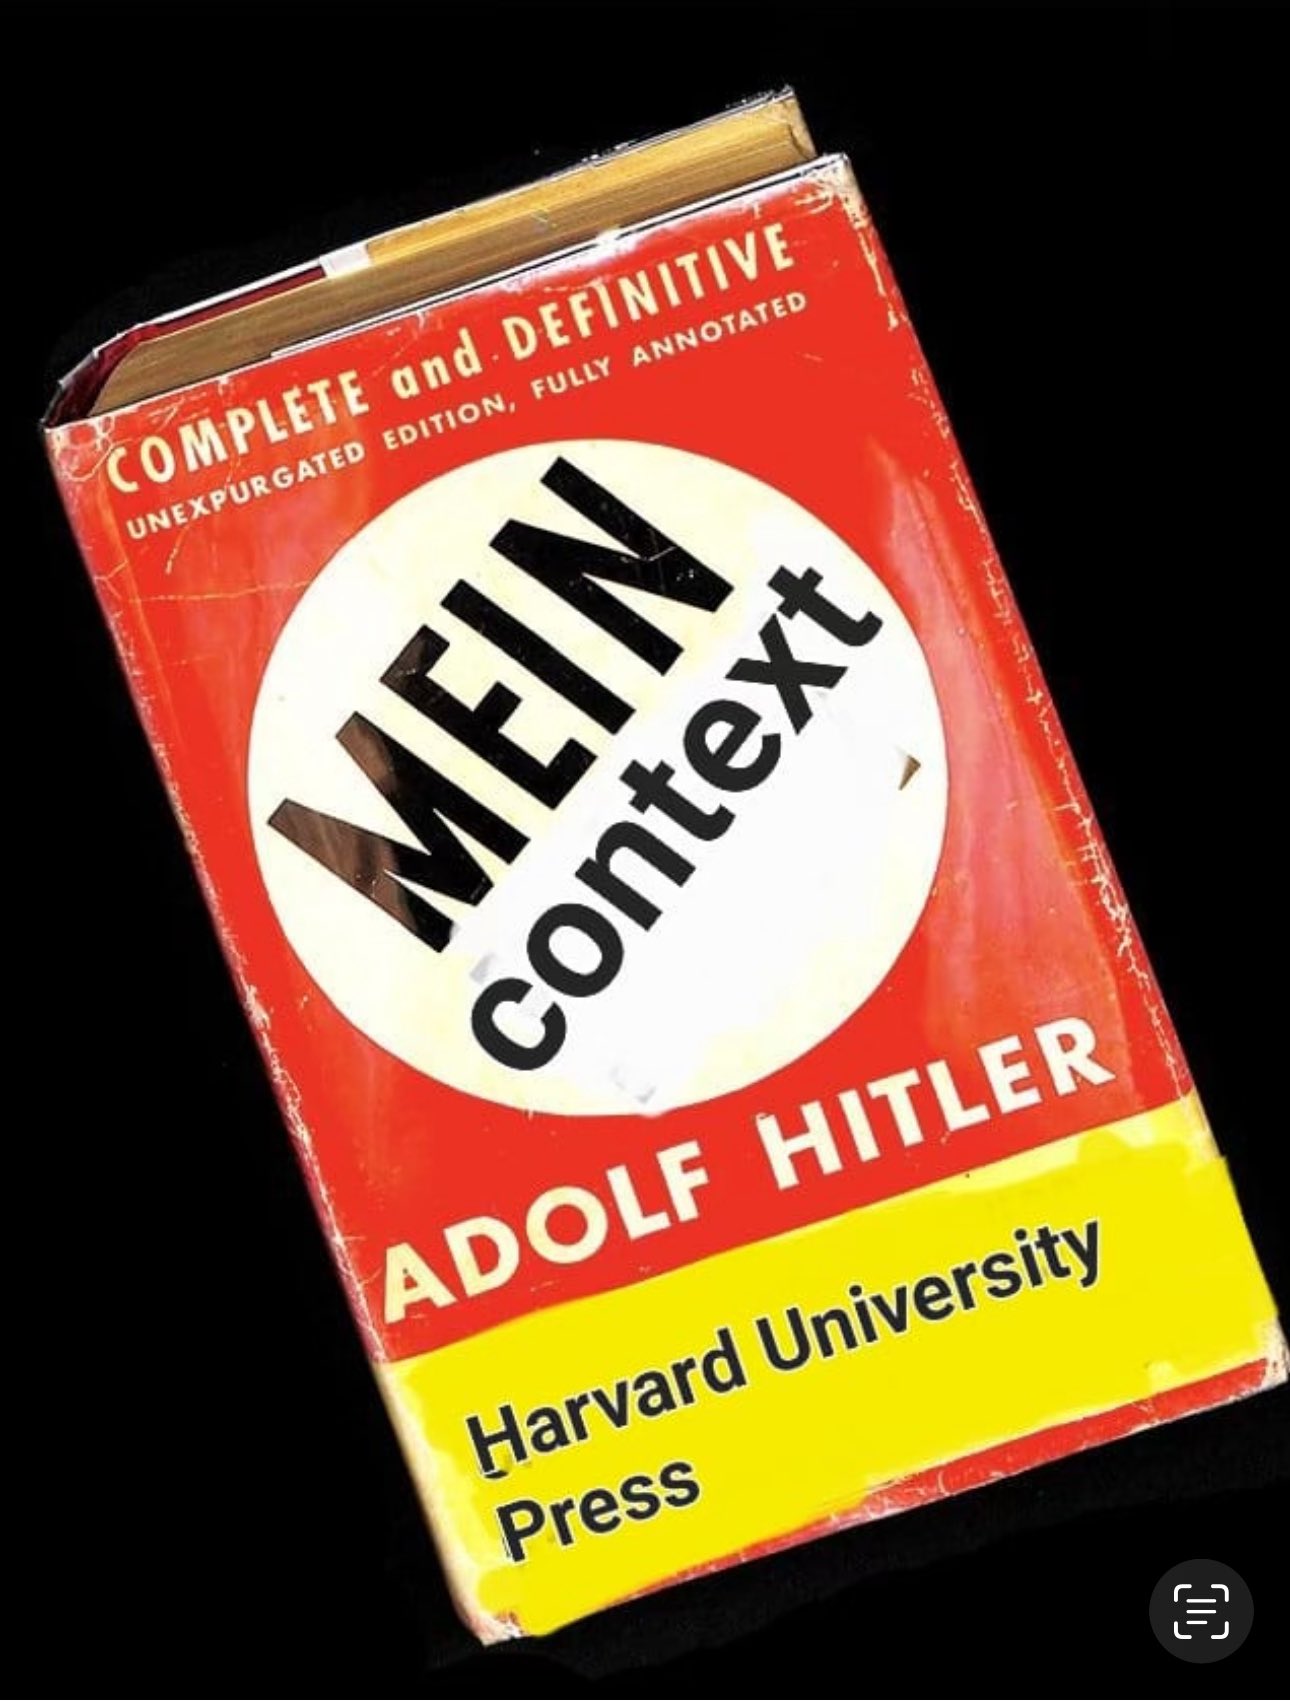 COMPLETE and DEFINITIVE
UNEXPURGATED EDITION, FULLY ANNOTATED
MEIN
context
ADOLF HITLER
Harvard University
Press